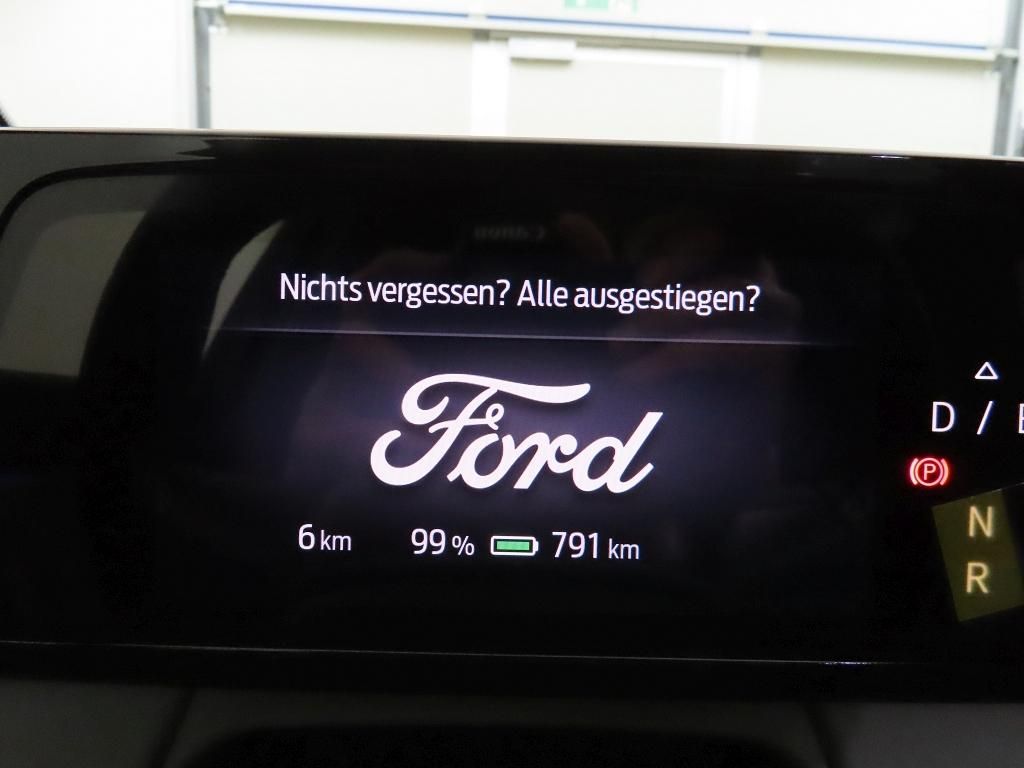 Nichts vergessen? Alle ausgestiegen?
Ford
6 km 99 % 791 km
D /
P
N
R